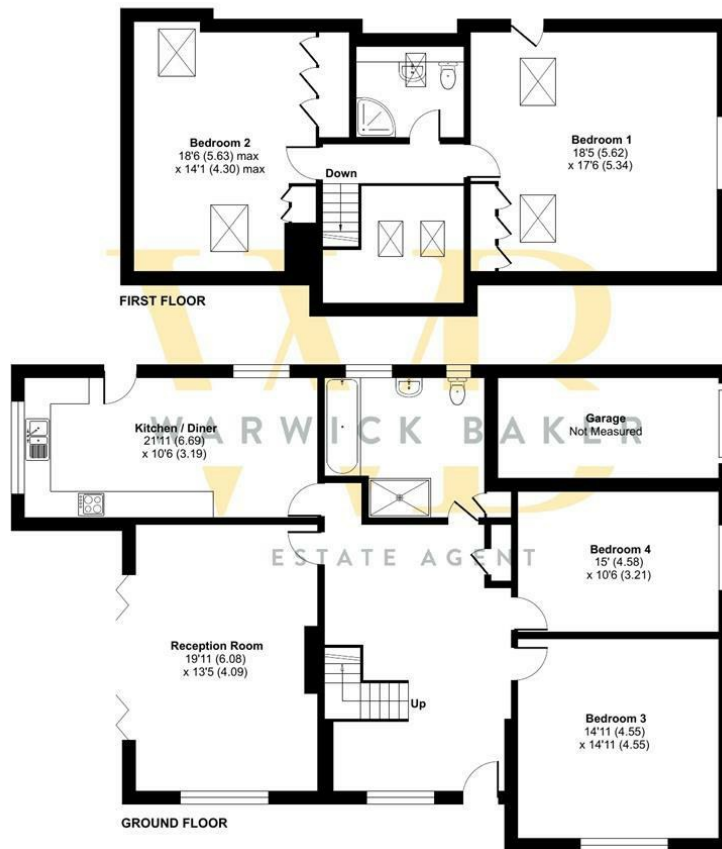 Bedroom 2
18'6 (5.63) max
x 14'1 (4.30) max
Bedroom 1
18'5 (5.62)
x 17'6 (5.34)
Down
FIRST FLOOR
WB
Kitchen / Diner
21'11 (6.69)
x 10'6 (3.19)
Garage
Not Measured
WARWICK BAKER
ESTATE AGENT
Bedroom 4
15' (4.58)
x 10'6 (3.21)
Reception Room
19'11 (6.08)
x 13'5 (4.09)
Up
Bedroom 3
14'11 (4.55)
x 14'11 (4.55)
GROUND FLOOR